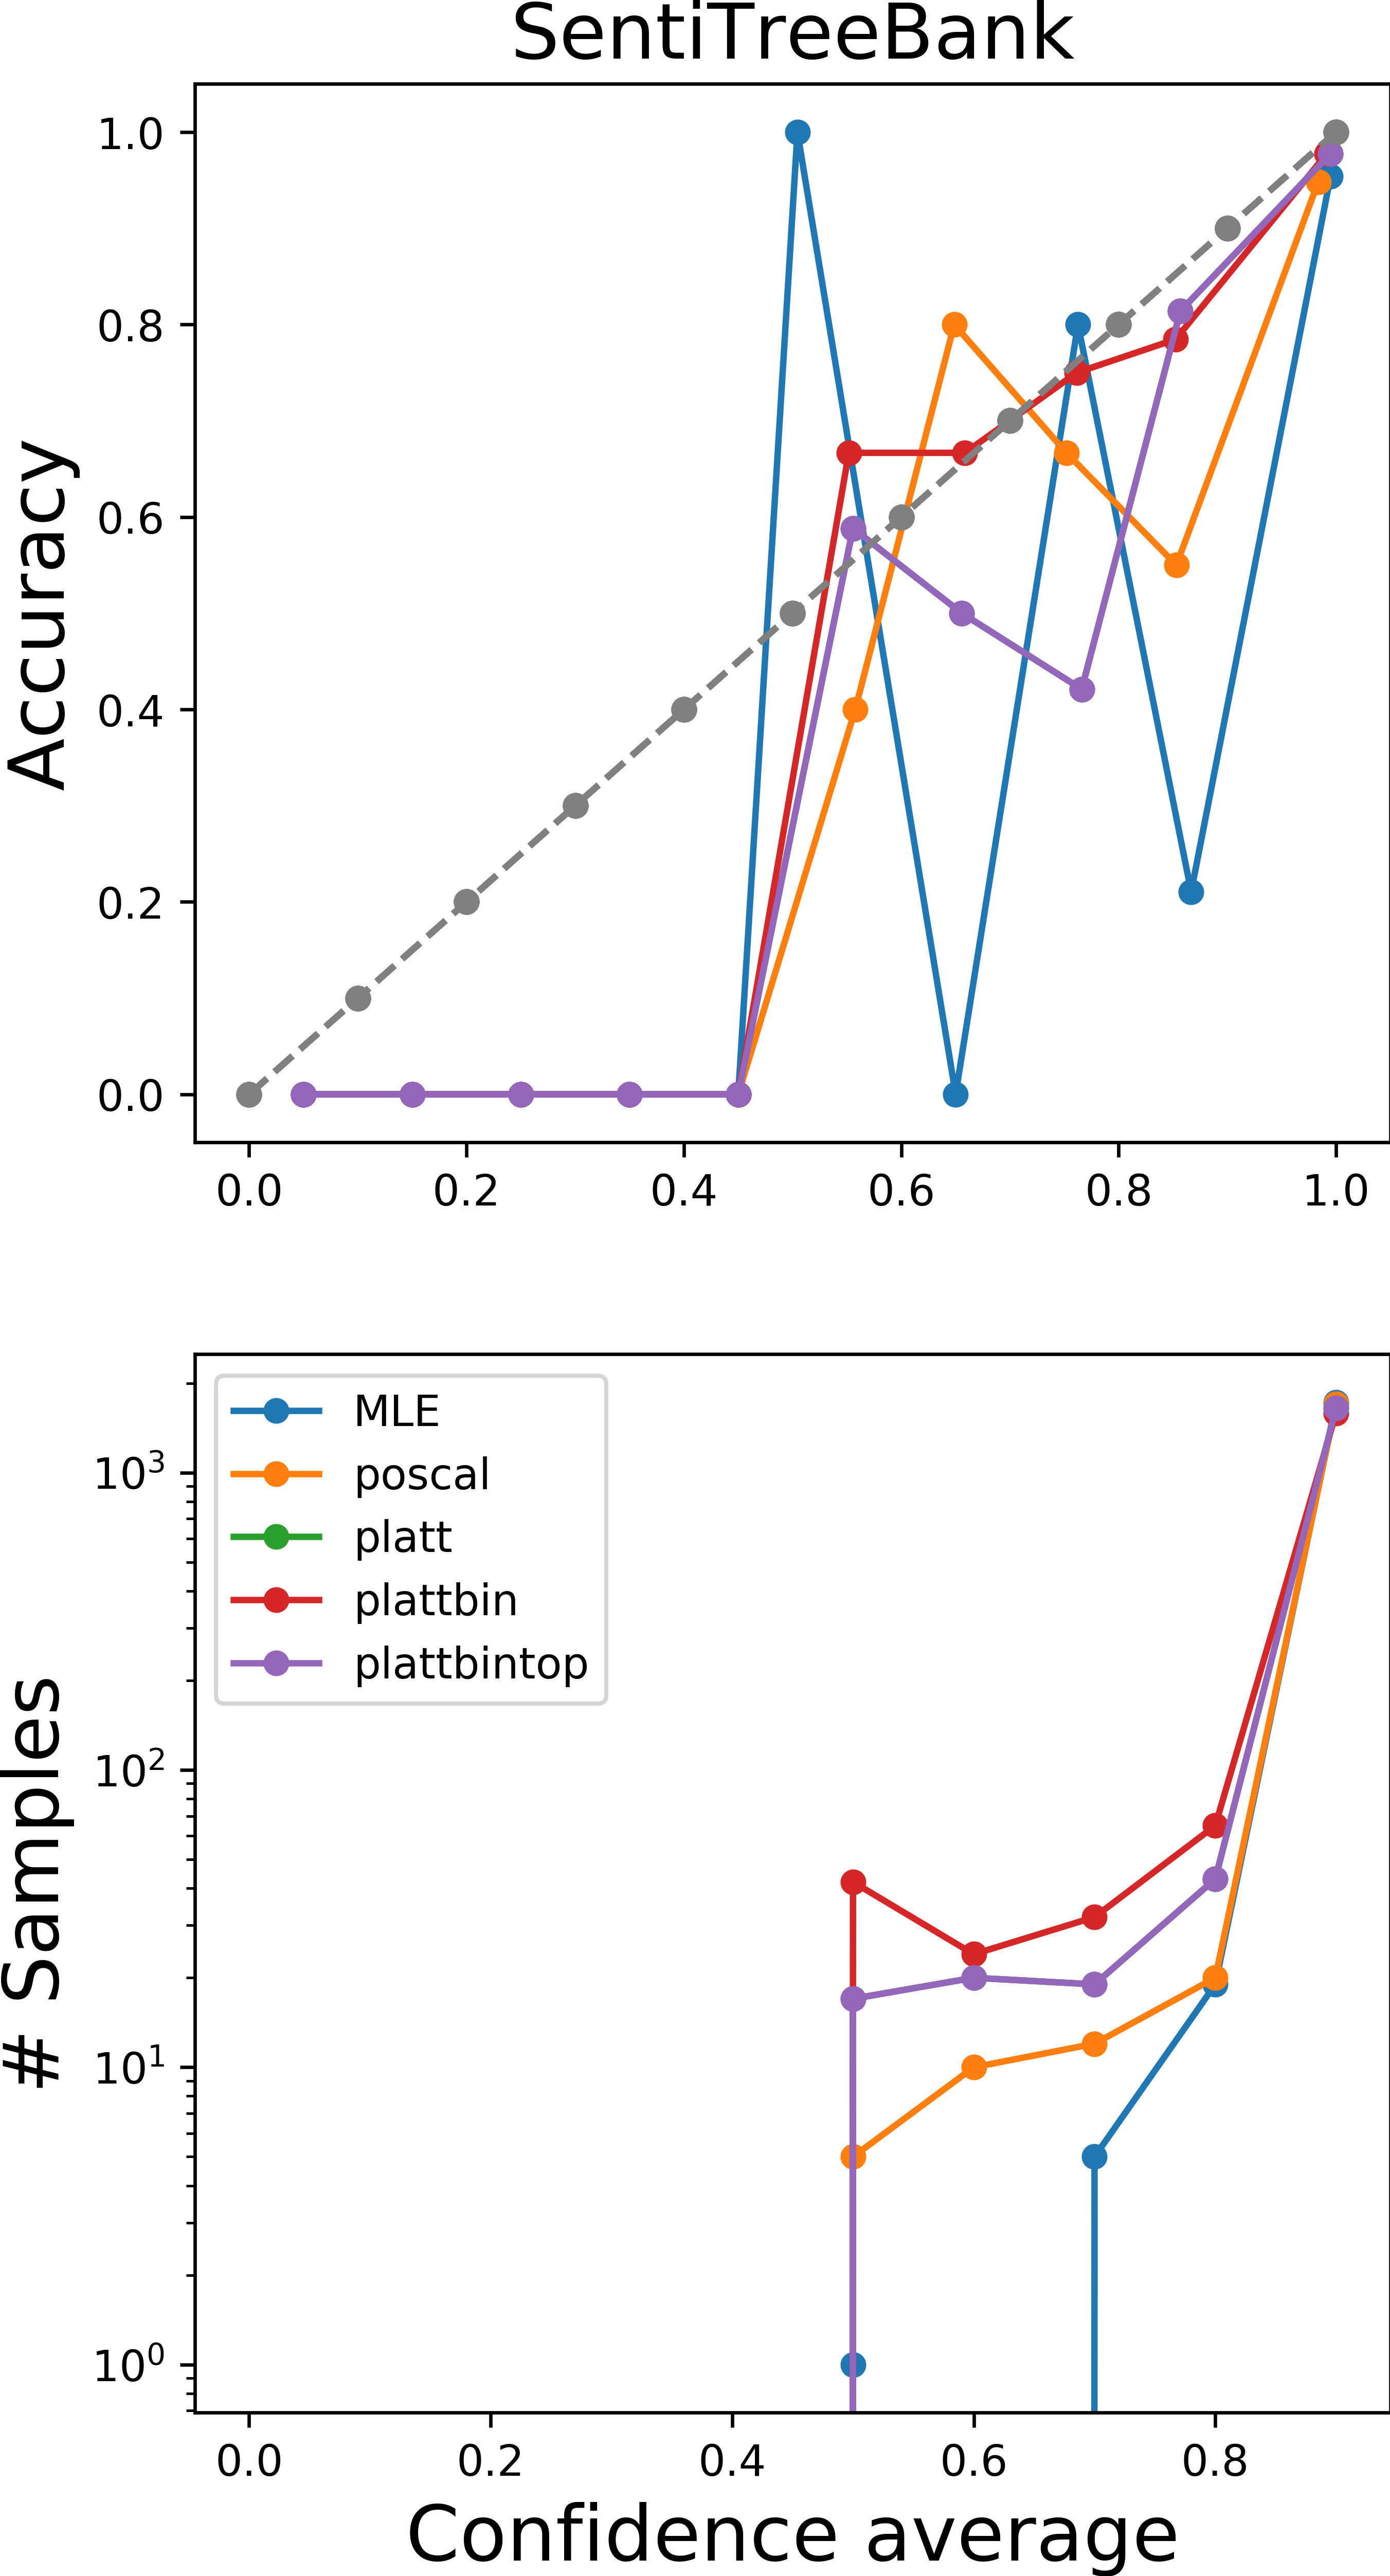 SentiTreeBank
Accuracy
1.0
0.8
0.6
0.4
0.2
0.0
0.0 0.2 0.4 0.6 0.8 1.0
# Samples
10³
10²
10¹
10⁰
MLE
poscal
platt
plattbin
plattbintop
0.0 0.2 0.4 0.6 0.8
Confidence average